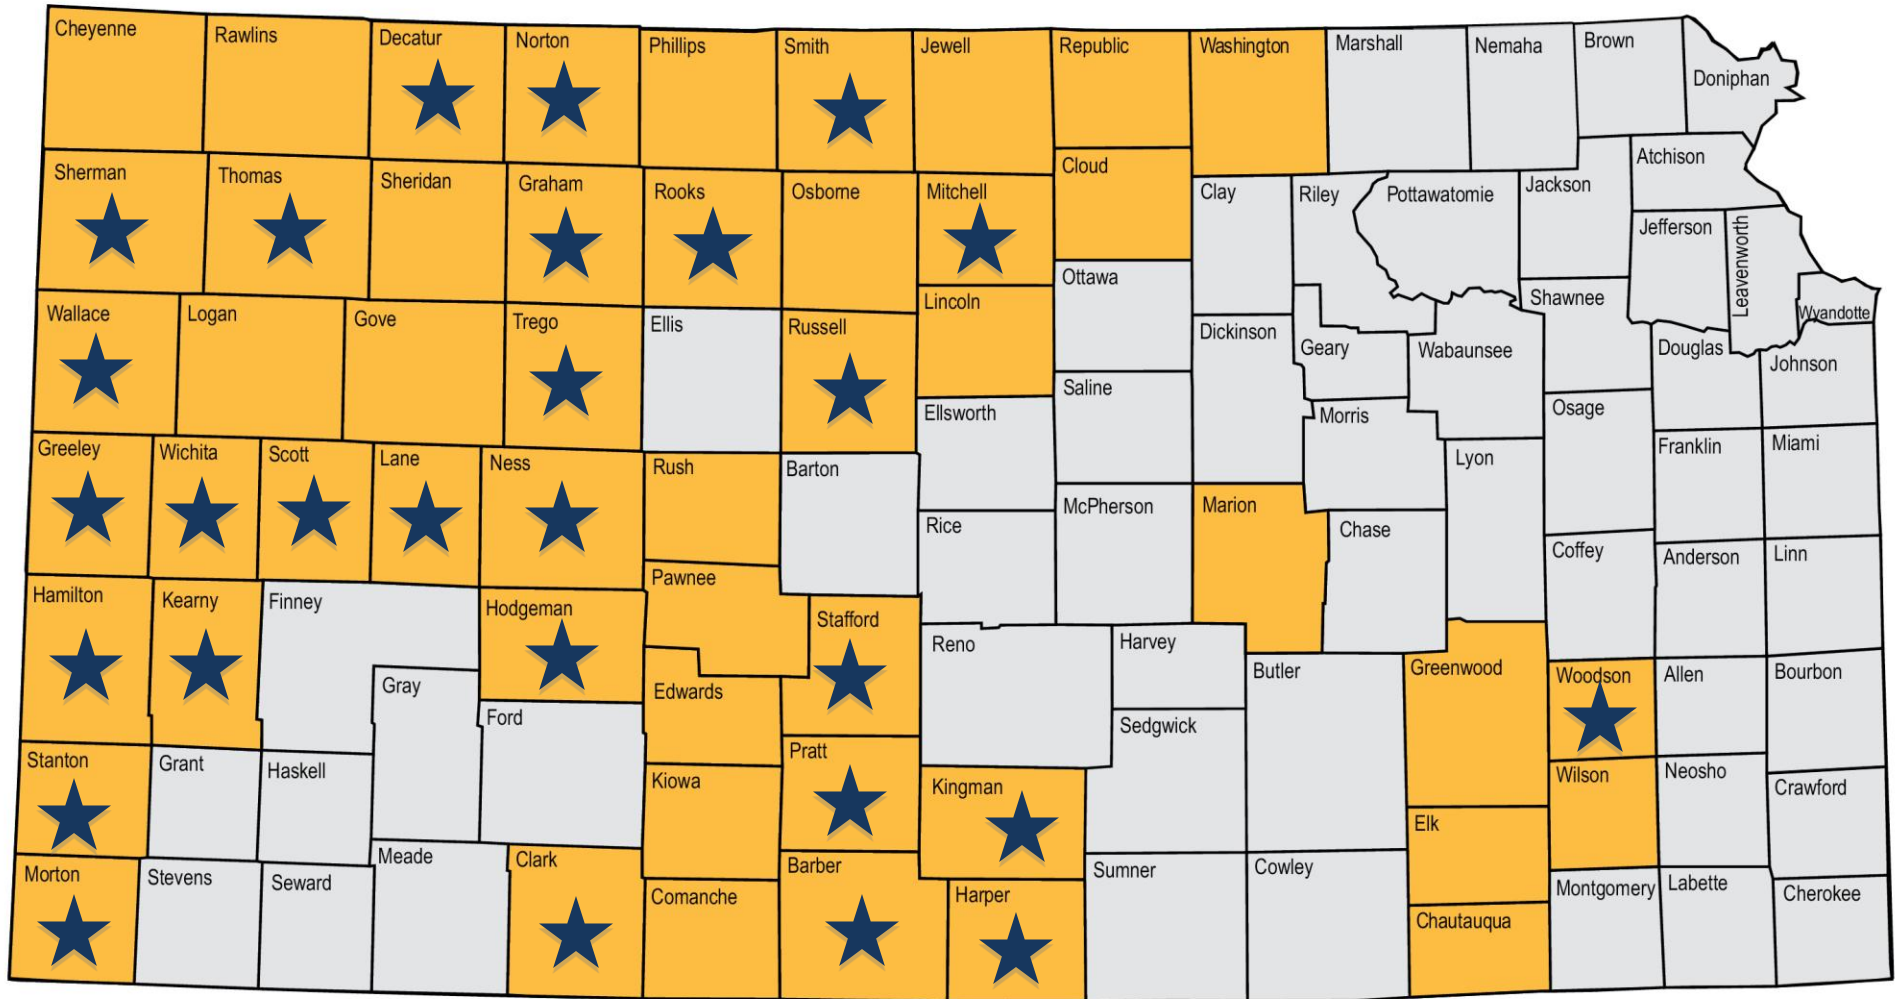 Cheyenne
Rawlins
Decatur
Norton
Phillips
Smith
Jewell
Republic
Washington
Marshall
Nemaha
Brown
Doniphan
Sherman
Thomas
Sheridan
Graham
Rooks
Osborne
Mitchell
Cloud
Clay
Riley
Pottawatomie
Jackson
Atchison
Jefferson
Leavenworth
Wyandotte
Wallace
Logan
Gove
Trego
Ellis
Russell
Lincoln
Ottawa
Dickinson
Geary
Wabaunsee
Shawnee
Douglas
Johnson
Greeley
Wichita
Scott
Lane
Ness
Rush
Barton
Ellsworth
Saline
Morris
Lyon
Osage
Franklin
Miami
Rice
McPherson
Marion
Chase
Coffey
Anderson
Linn
Hamilton
Kearny
Finney
Hodgeman
Pawnee
Stafford
Gray
Ford
Edwards
Reno
Harvey
Butler
Greenwood
Woodson
Allen
Bourbon
Stanton
Grant
Haskell
Kiowa
Pratt
Kingman
Sedgwick
Elk
Wilson
Neosho
Crawford
Morton
Stevens
Seward
Meade
Clark
Comanche
Barber
Harper
Sumner
Cowley
Chautauqua
Montgomery
Labette
Cherokee